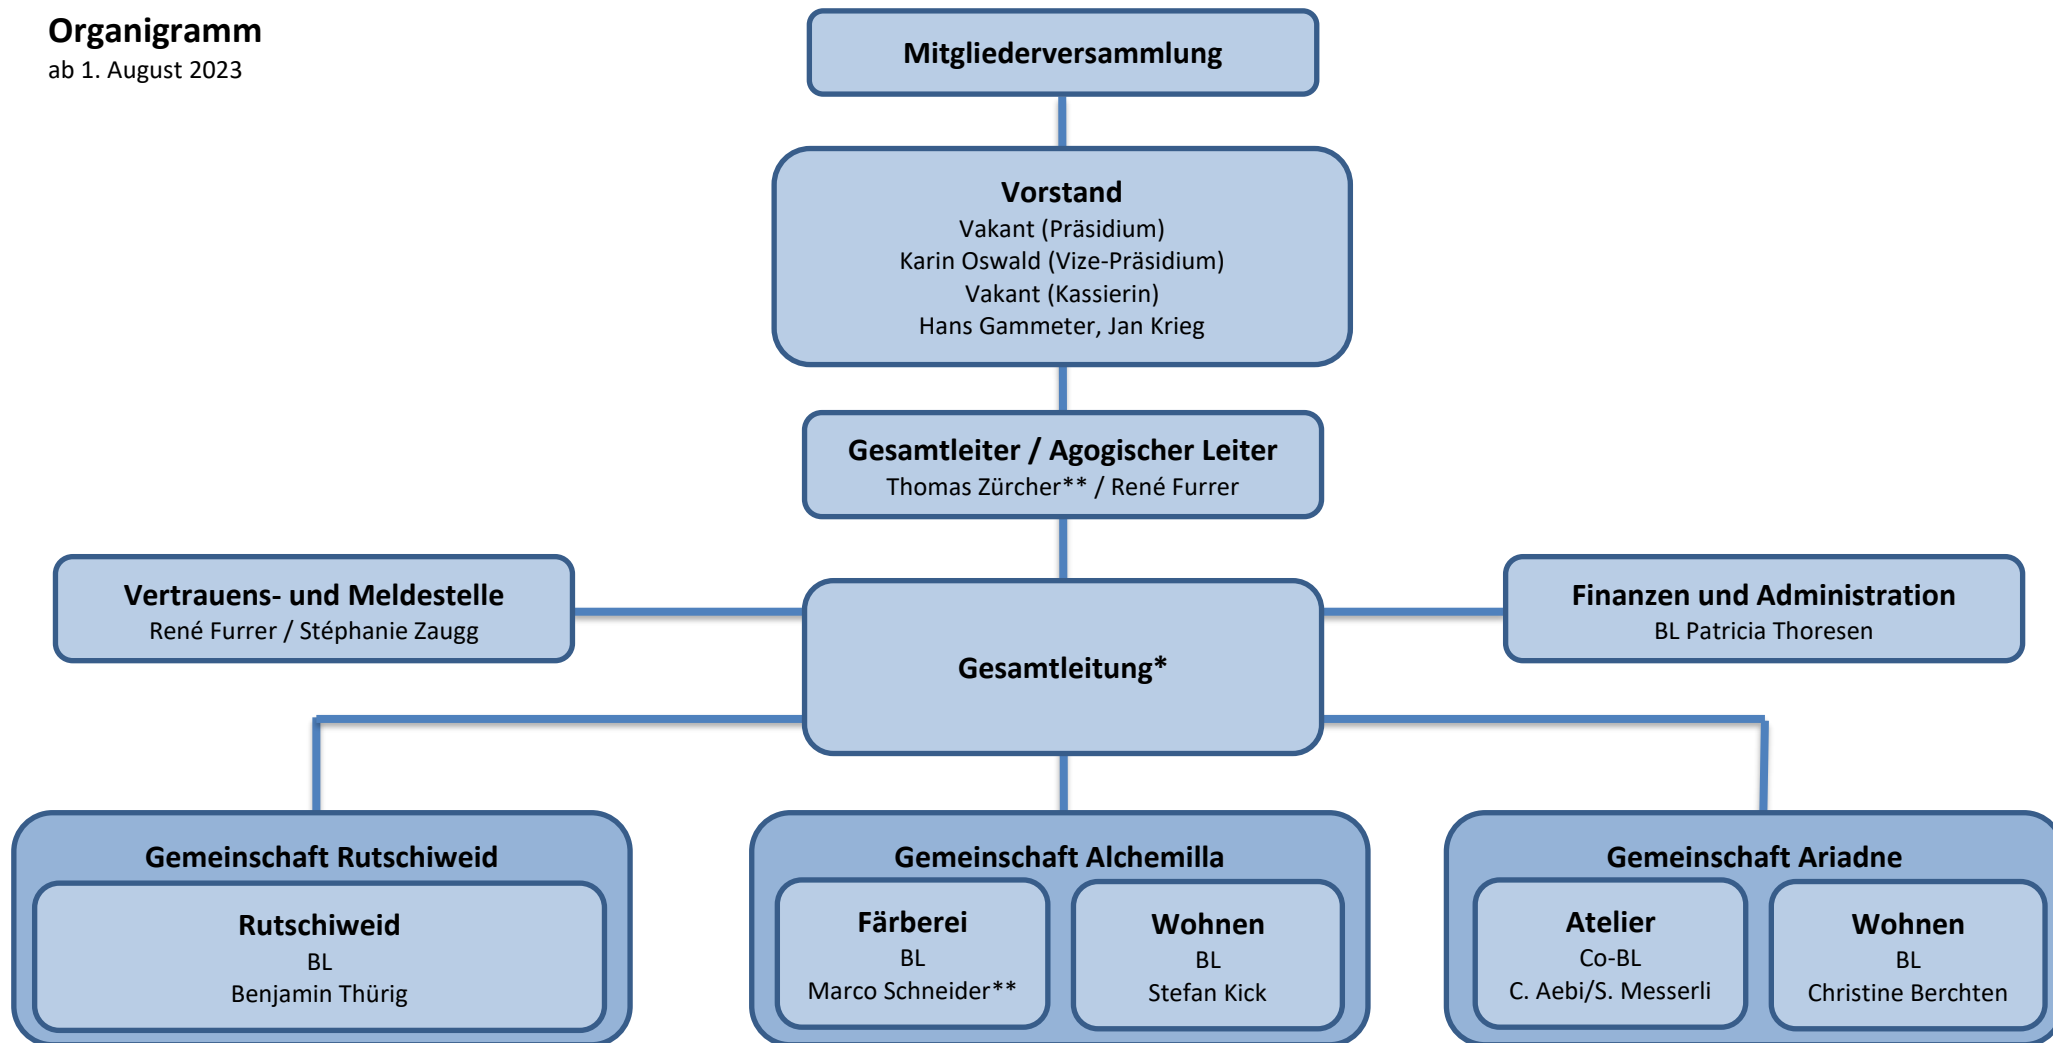 Organigramm
ab 1. August 2023
Mitgliederversammlung
Vorstand
Vakant (Präsidium)
Karin Oswald (Vize-Präsidium)
Vakant (Kassierin)
Hans Gammeter, Jan Krieg
Gesamtleiter / Agogischer Leiter
Thomas Zürcher** / René Furrer
Vertrauens- und Meldestelle
René Furrer / Stéphanie Zaugg
Finanzen und Administration
BL Patricia Thoresen
Gesamtleitung*
Gemeinschaft Rutschiweid
Rutschiweid
BL
Benjamin Thürig
Gemeinschaft Alchemilla
Färberei
BL
Marco Schneider**
Wohnen
BL
Stefan Kick
Gemeinschaft Ariadne
Atelier
Co-BL
C. Aebi/S. Messerli
Wohnen
BL
Christine Berchten